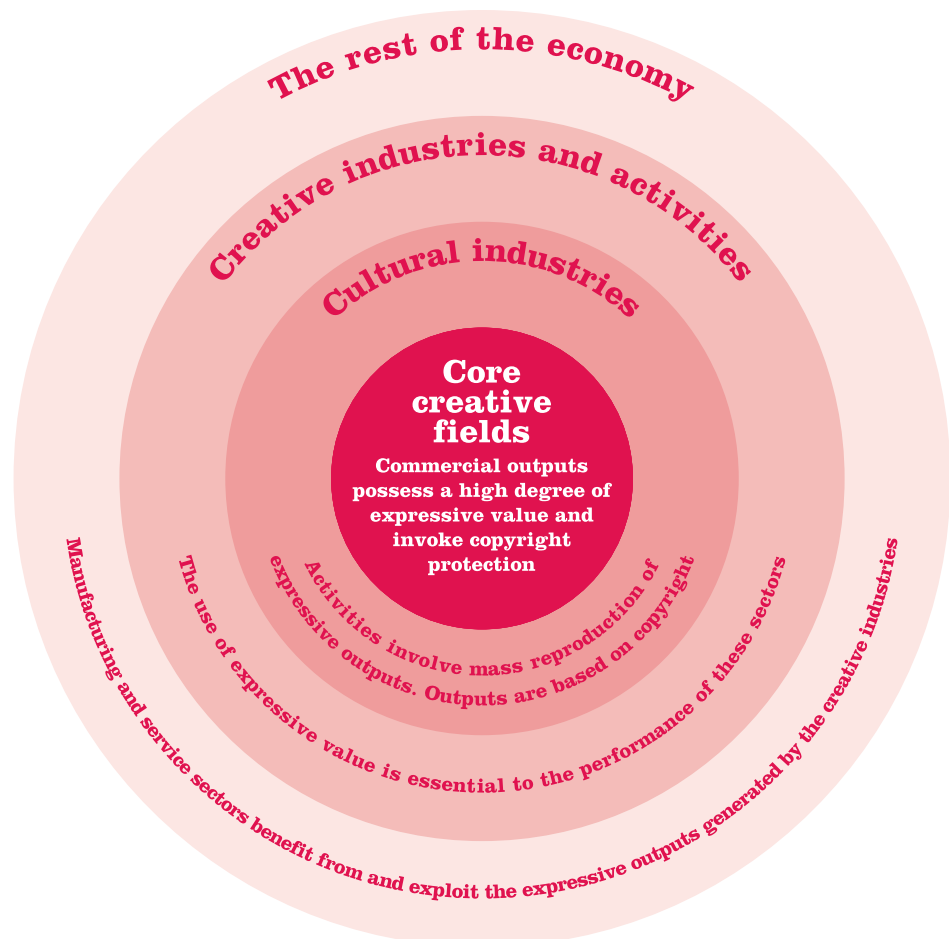 The rest of the economy
Creative industries and activities
Cultural industries
Core
creative
fields
Commercial outputs
possess a high degree of
expressive value and
invoke copyright
protection
Activities involve mass reproduction of
expressive outputs. Outputs are based on copyright
The use of expressive value is essential to the performance of these sectors
Manufacturing and service sectors benefit from and exploit the expressive outputs generated by the creative industries